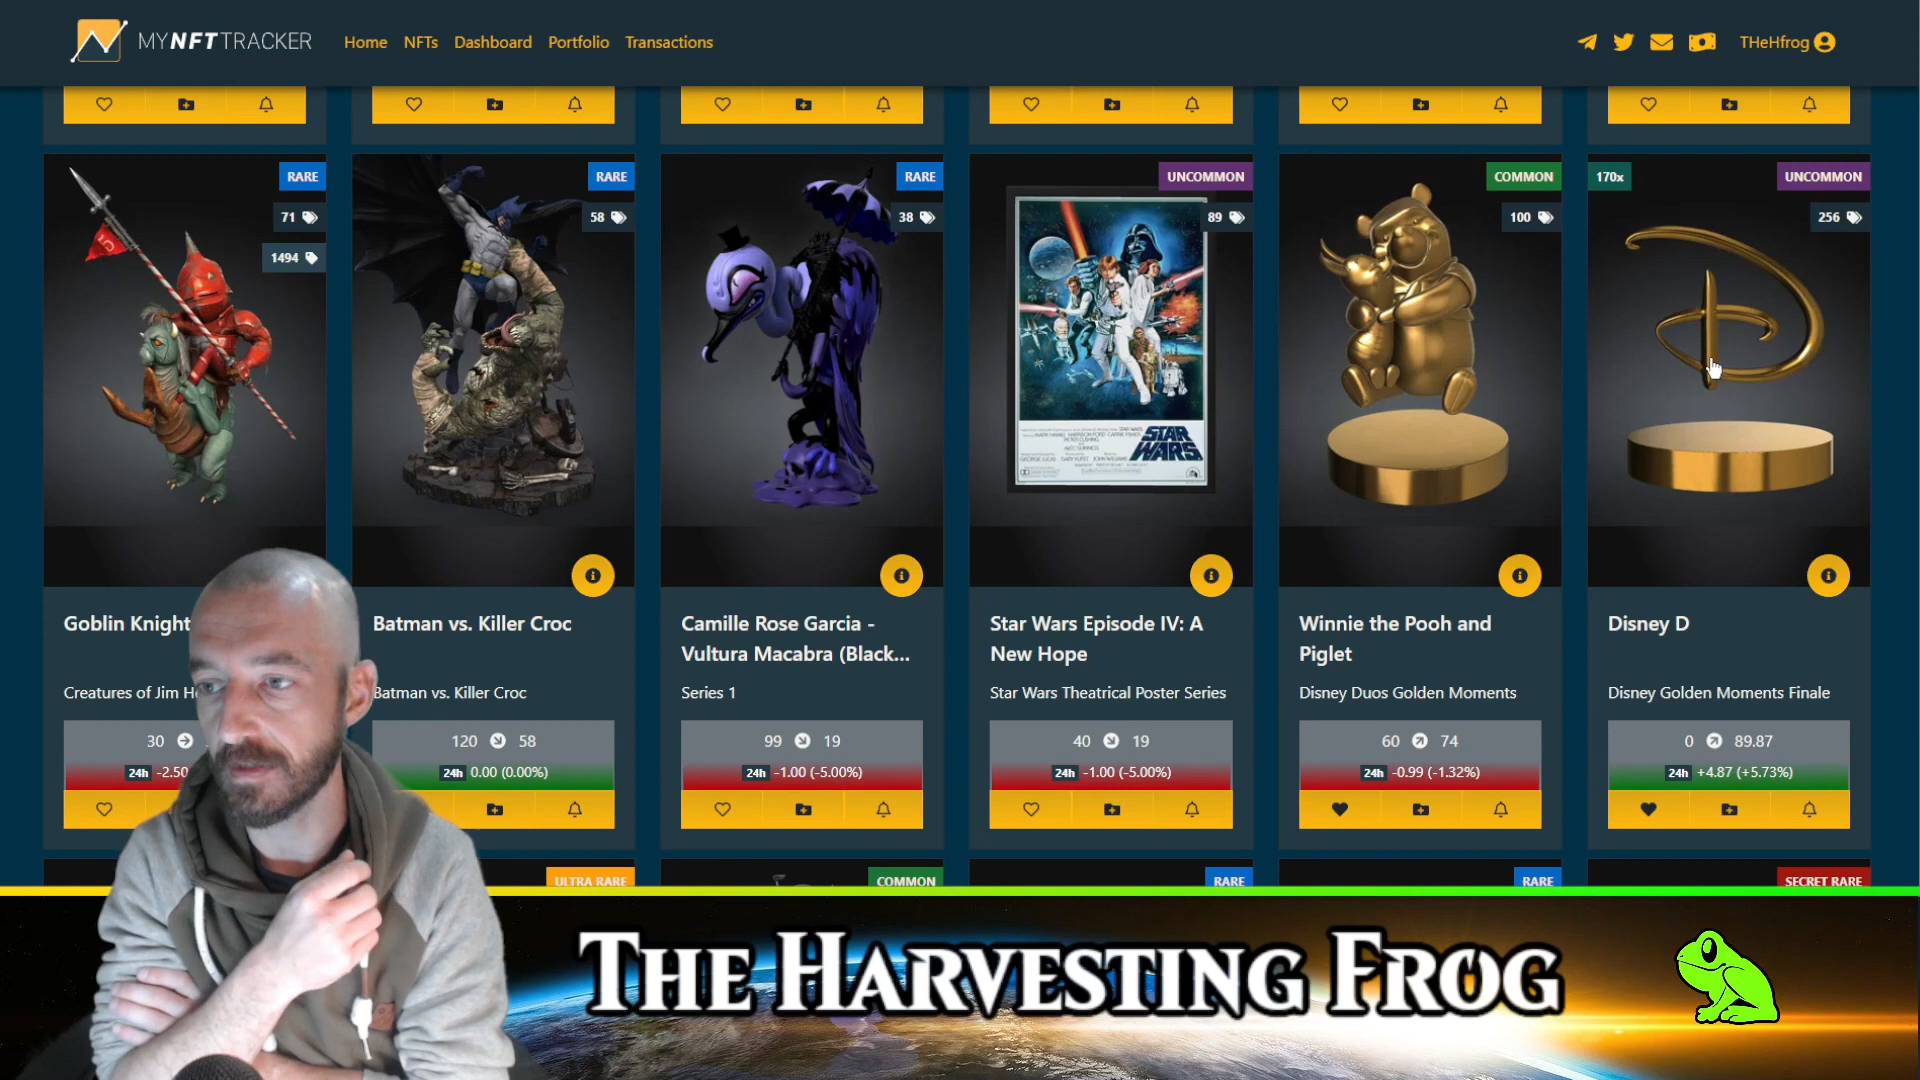 MYNFTTRACKER Home NFTs Dashboard Portfolio Transactions THeHfrog
RARE RARE RARE UNCOMMON COMMON 170x UNCOMMON
71 58 38 89 100 256
1494
STAR WARS
Goblin Knight Batman vs. Killer Croc Camille Rose Garcia - Vultura Macabra (Black... Star Wars Episode IV: A New Hope Winnie the Pooh and Piglet Disney D
Creatures of Jim H Batman vs. Killer Croc Series 1 Star Wars Theatrical Poster Series Disney Duos Golden Moments Disney Golden Moments Finale
30 120 58 99 19 40 19 60 74 0 89.87
24h -2.50 24h 0.00 (0.00%) 24h -1.00 (-5.00%) 24h -1.00 (-5.00%) 24h -0.99 (-1.32%) 24h +4.87 (+5.73%)
ULTRA RARE COMMON RARE RARE SECRET RARE
THE HARVESTING FROG